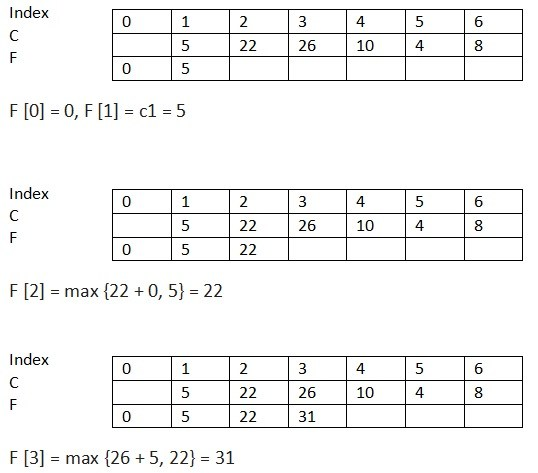 Index 0 1 2 3 4 5 6
C 5 22 26 10 4 8
F 0 5
F [0] = 0, F [1] = c1 = 5
Index 0 1 2 3 4 5 6
C 5 22 26 10 4 8
F 0 5 22
F [2] = max {22 + 0, 5} = 22
Index 0 1 2 3 4 5 6
C 5 22 26 10 4 8
F 0 5 22 31
F [3] = max {26 + 5, 22} = 31